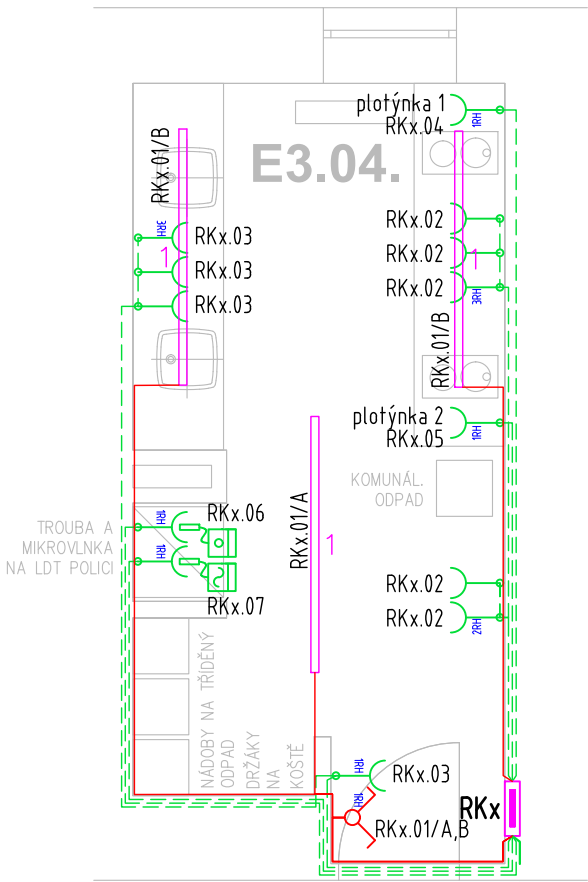 plotýnka 1
RKx.04
1RH
RKx.01/B
E3.04.
3RH
RKx.03
1
RKx.03
RKx.03
RKx.02
RKx.02
1
RKx.02
3RH
RKx.01/B
plotýnka 2
RKx.05
1RH
KOMUNÁL.
ODPAD
RKx.01/A
1
TROUBA A
MIKROVLNKA
NA LDT POLICI
1RH
RKx.06
1RH
RKx.07
RKx.02
RKx.02
2RH
NÁDOBY NA TŘÍDĚNÝ
ODPAD
DRŽÁKY
NA
KOŠTĚ
1RH
RKx.03
1RH
RKx.01/A,B
RKx